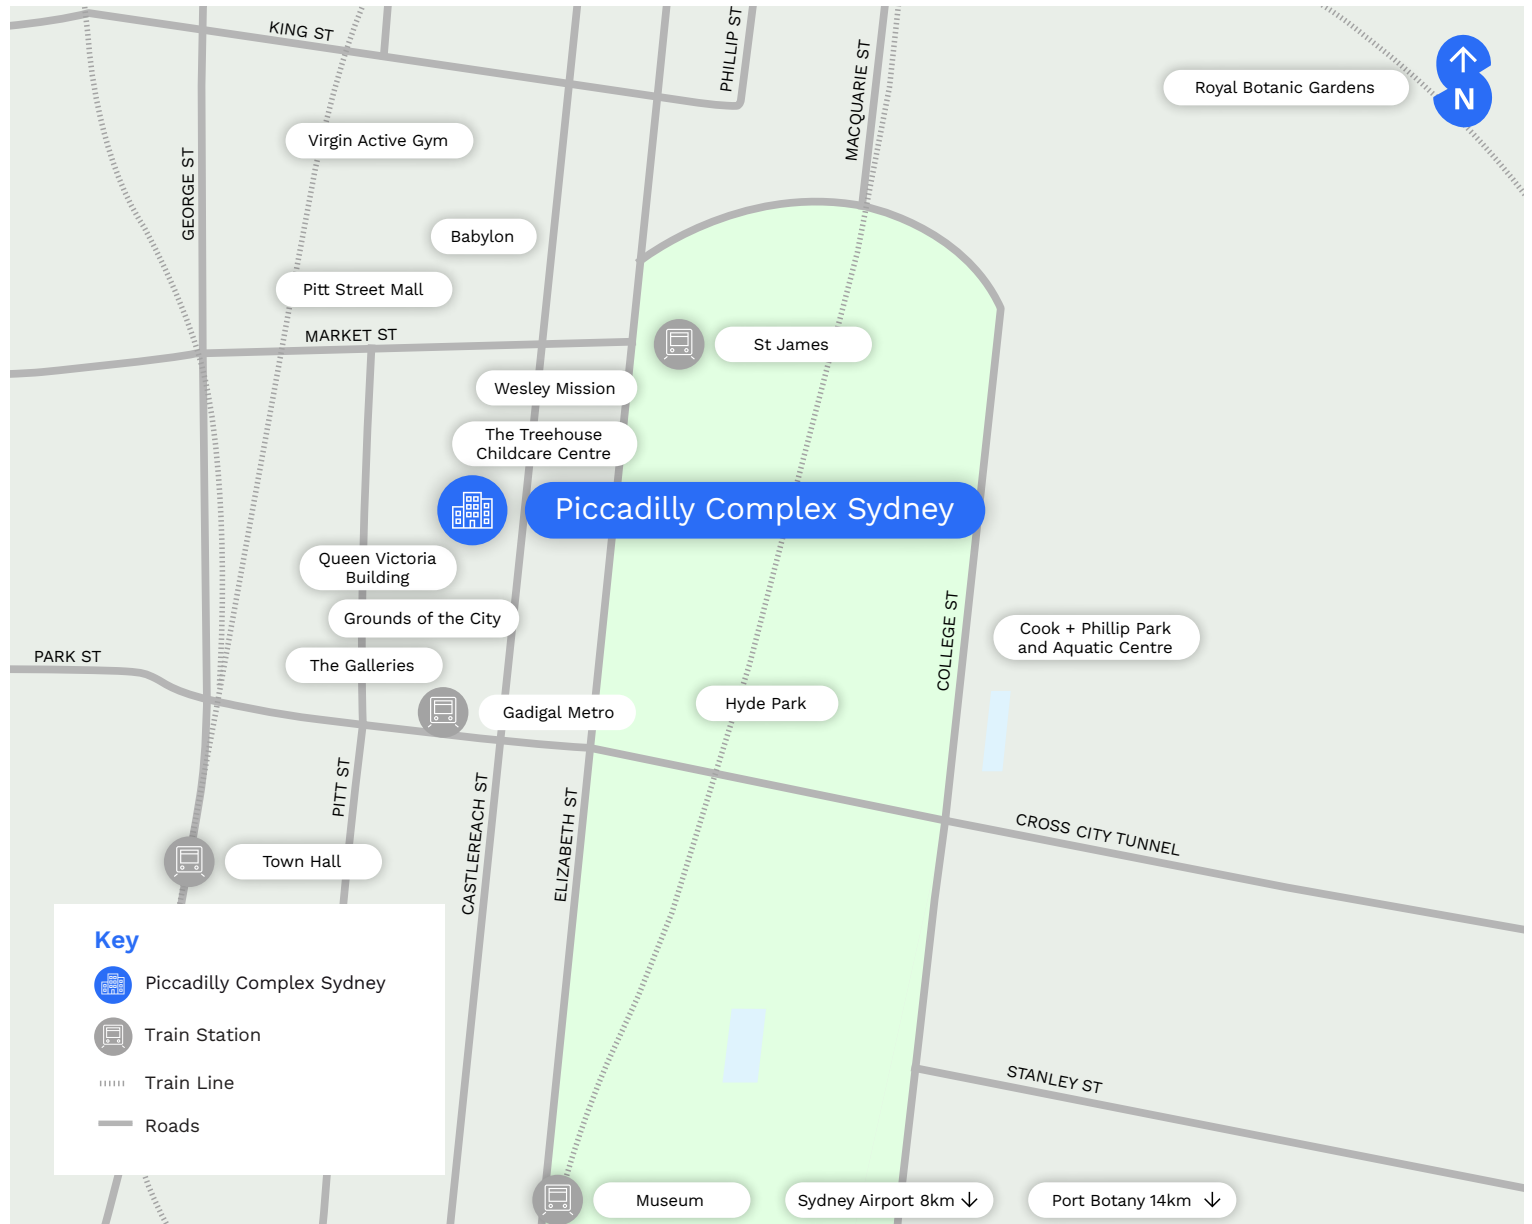 KING ST
PHILLIP ST
MACQUARIE ST
Royal Botanic Gardens
N
Virgin Active Gym
GEORGE ST
Babylon
Pitt Street Mall
MARKET ST
St James
Wesley Mission
The Treehouse
Childcare Centre
Piccadilly Complex Sydney
Queen Victoria
Building
Grounds of the City
COLLEGE ST
Cook + Phillip Park
and Aquatic Centre
PARK ST
The Galleries
Hyde Park
Gadigal Metro
PITT ST
CASTLEREACH ST
ELIZABETH ST
CROSS CITY TUNNEL
Town Hall
Key
Piccadilly Complex Sydney
Train Station
Train Line
Roads
STANLEY ST
Museum
Sydney Airport 8km ↓
Port Botany 14km ↓